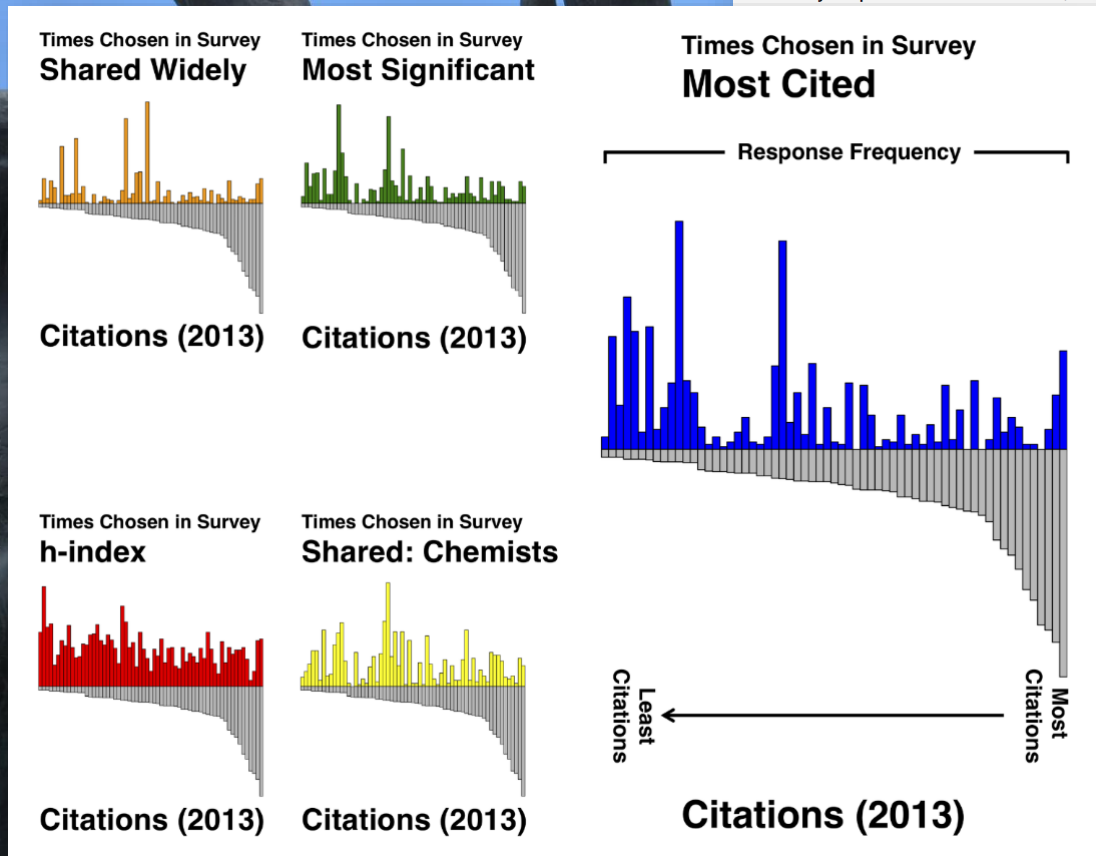 Times Chosen in Survey
Shared Widely
Citations (2013)
Times Chosen in Survey
Most Significant
Citations (2013)
Times Chosen in Survey
Most Cited
Response Frequency
Least
Citations
Most
Citations
Citations (2013)
Times Chosen in Survey
h-index
Citations (2013)
Times Chosen in Survey
Shared: Chemists
Citations (2013)